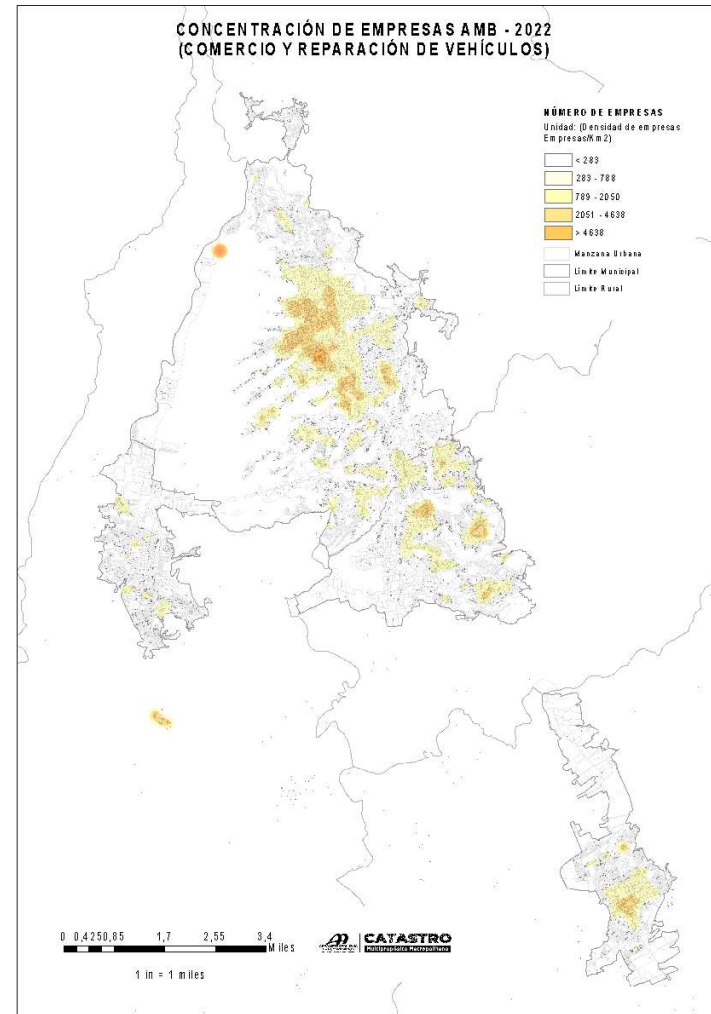 CONCENTRACIÓN DE EMPRESAS AMB - 2022
(COMERCIO Y REPARACIÓN DE VEHÍCULOS)
NÚMERO DE EMPRESAS
Unidad: (Densidad de empresas
Empresas/Km2)
< 283
283 - 788
789 - 2050
2051 - 4638
> 4638
Manzana Urbana
Límite Municipal
Límite Rural
0 0,4250,85 1,7 2,55 3,4
Miles
1 in = 1 miles
CATASTRO
Multipropósito Metropolitano